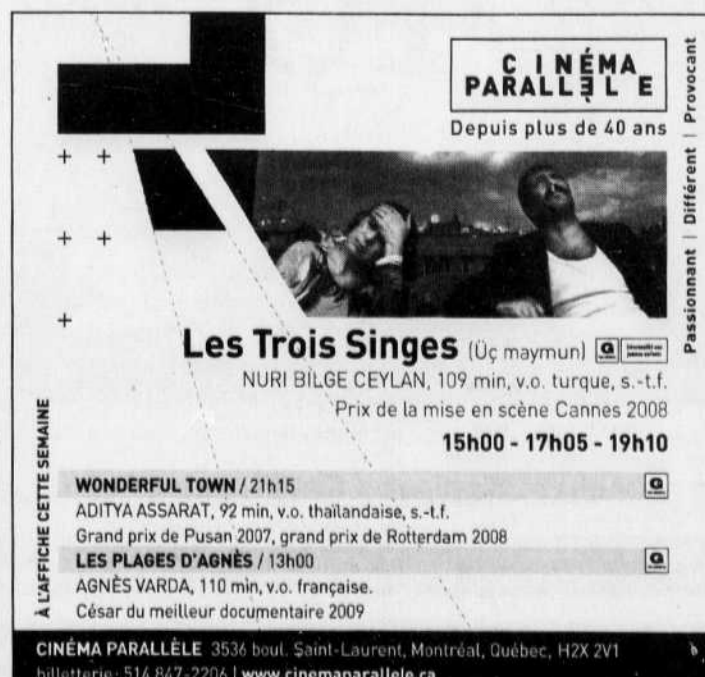 CINÉMA
PARALLÈLE
Depuis plus de 40 ans
Passionnant | Différent | Provocant
Les Trois Singes (Üç maymun) G
NURI BILGE CEYLAN, 109 min, v.o. turque, s.-t.f.
Prix de la mise en scène Cannes 2008
15h00 - 17h05 - 19h10
À L'AFFICHE CETTE SEMAINE
WONDERFUL TOWN / 21h15 G
ADITYA ASSARAT, 92 min, v.o. thaïlandaise, s.-t.f.
Grand prix de Pusan 2007, grand prix de Rotterdam 2008
LES PLAGES D'AGNÈS / 13h00 G
AGNÈS VARDA, 110 min, v.o. française.
César du meilleur documentaire 2009
CINÉMA PARALLÈLE 3536 boul. Saint-Laurent, Montréal, Québec, H2X 2V1
billetterie: 514 847-2206 | www.cinemaparallele.ca